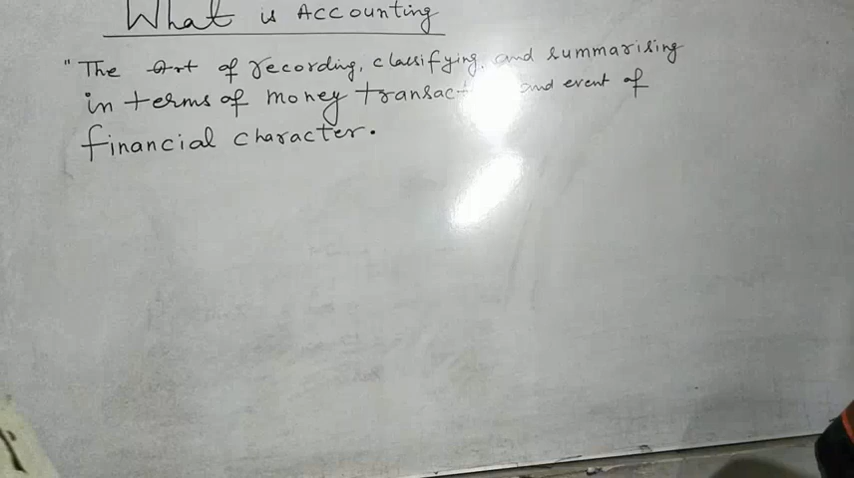 What is Accounting
"The Art of recording, classifying, and summarising
in terms of money and event of
financial character.